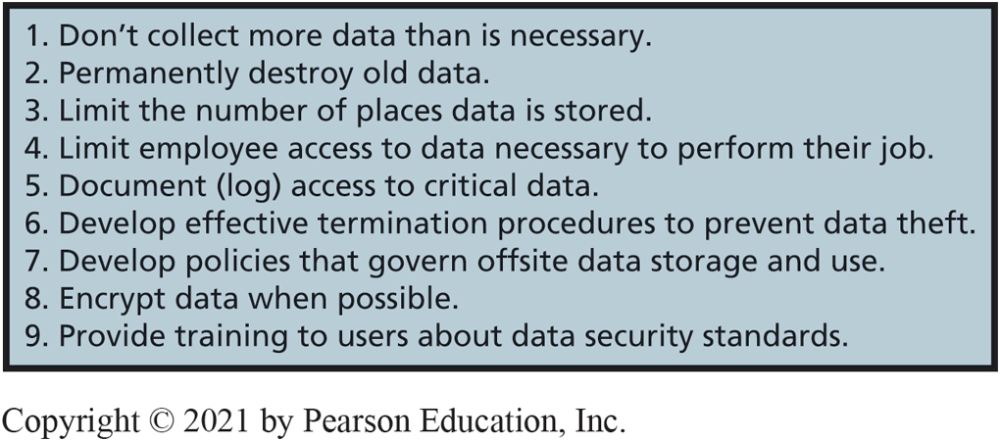 1. Don’t collect more data than is necessary.
2. Permanently destroy old data.
3. Limit the number of places data is stored.
4. Limit employee access to data necessary to perform their job.
5. Document (log) access to critical data.
6. Develop effective termination procedures to prevent data theft.
7. Develop policies that govern offsite data storage and use.
8. Encrypt data when possible.
9. Provide training to users about data security standards.
Copyright © 2021 by Pearson Education, Inc.